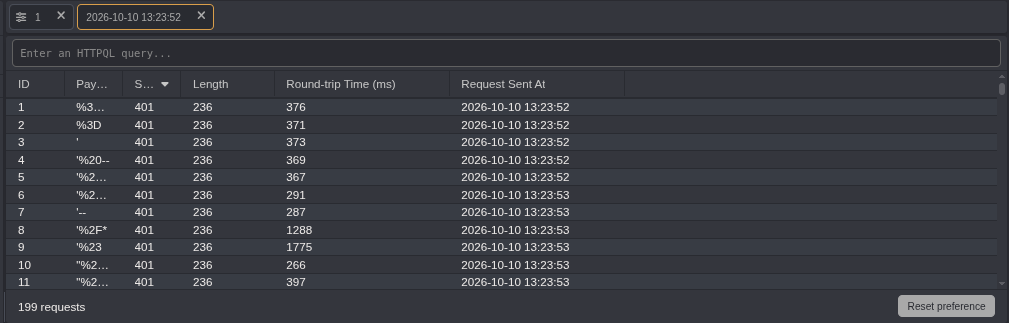 1 2026-10-10 13:23:52
Enter an HTTPQL query...
ID Pay… S… Length Round-trip Time (ms) Request Sent At
1 %3… 401 236 376 2026-10-10 13:23:52
2 %3D 401 236 371 2026-10-10 13:23:52
3 ' 401 236 373 2026-10-10 13:23:52
4 '%20-- 401 236 369 2026-10-10 13:23:52
5 '%2… 401 236 367 2026-10-10 13:23:52
6 '%2… 401 236 291 2026-10-10 13:23:53
7 '-- 401 236 287 2026-10-10 13:23:53
8 '%2F* 401 236 1288 2026-10-10 13:23:53
9 '%23 401 236 1775 2026-10-10 13:23:53
10 "%2… 401 236 266 2026-10-10 13:23:53
11 "%2… 401 236 397 2026-10-10 13:23:53
199 requests Reset preference